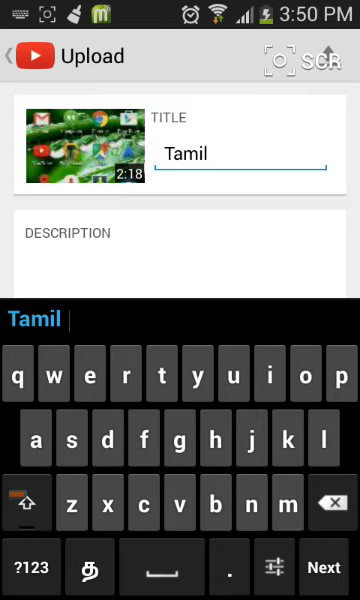 3:50 PM
Upload
SCR
TITLE
Tamil
2:18
DESCRIPTION
Tamil
q w e r t y u i o p
a s d f g h j k l
z x c v b n m
?123 த . Next